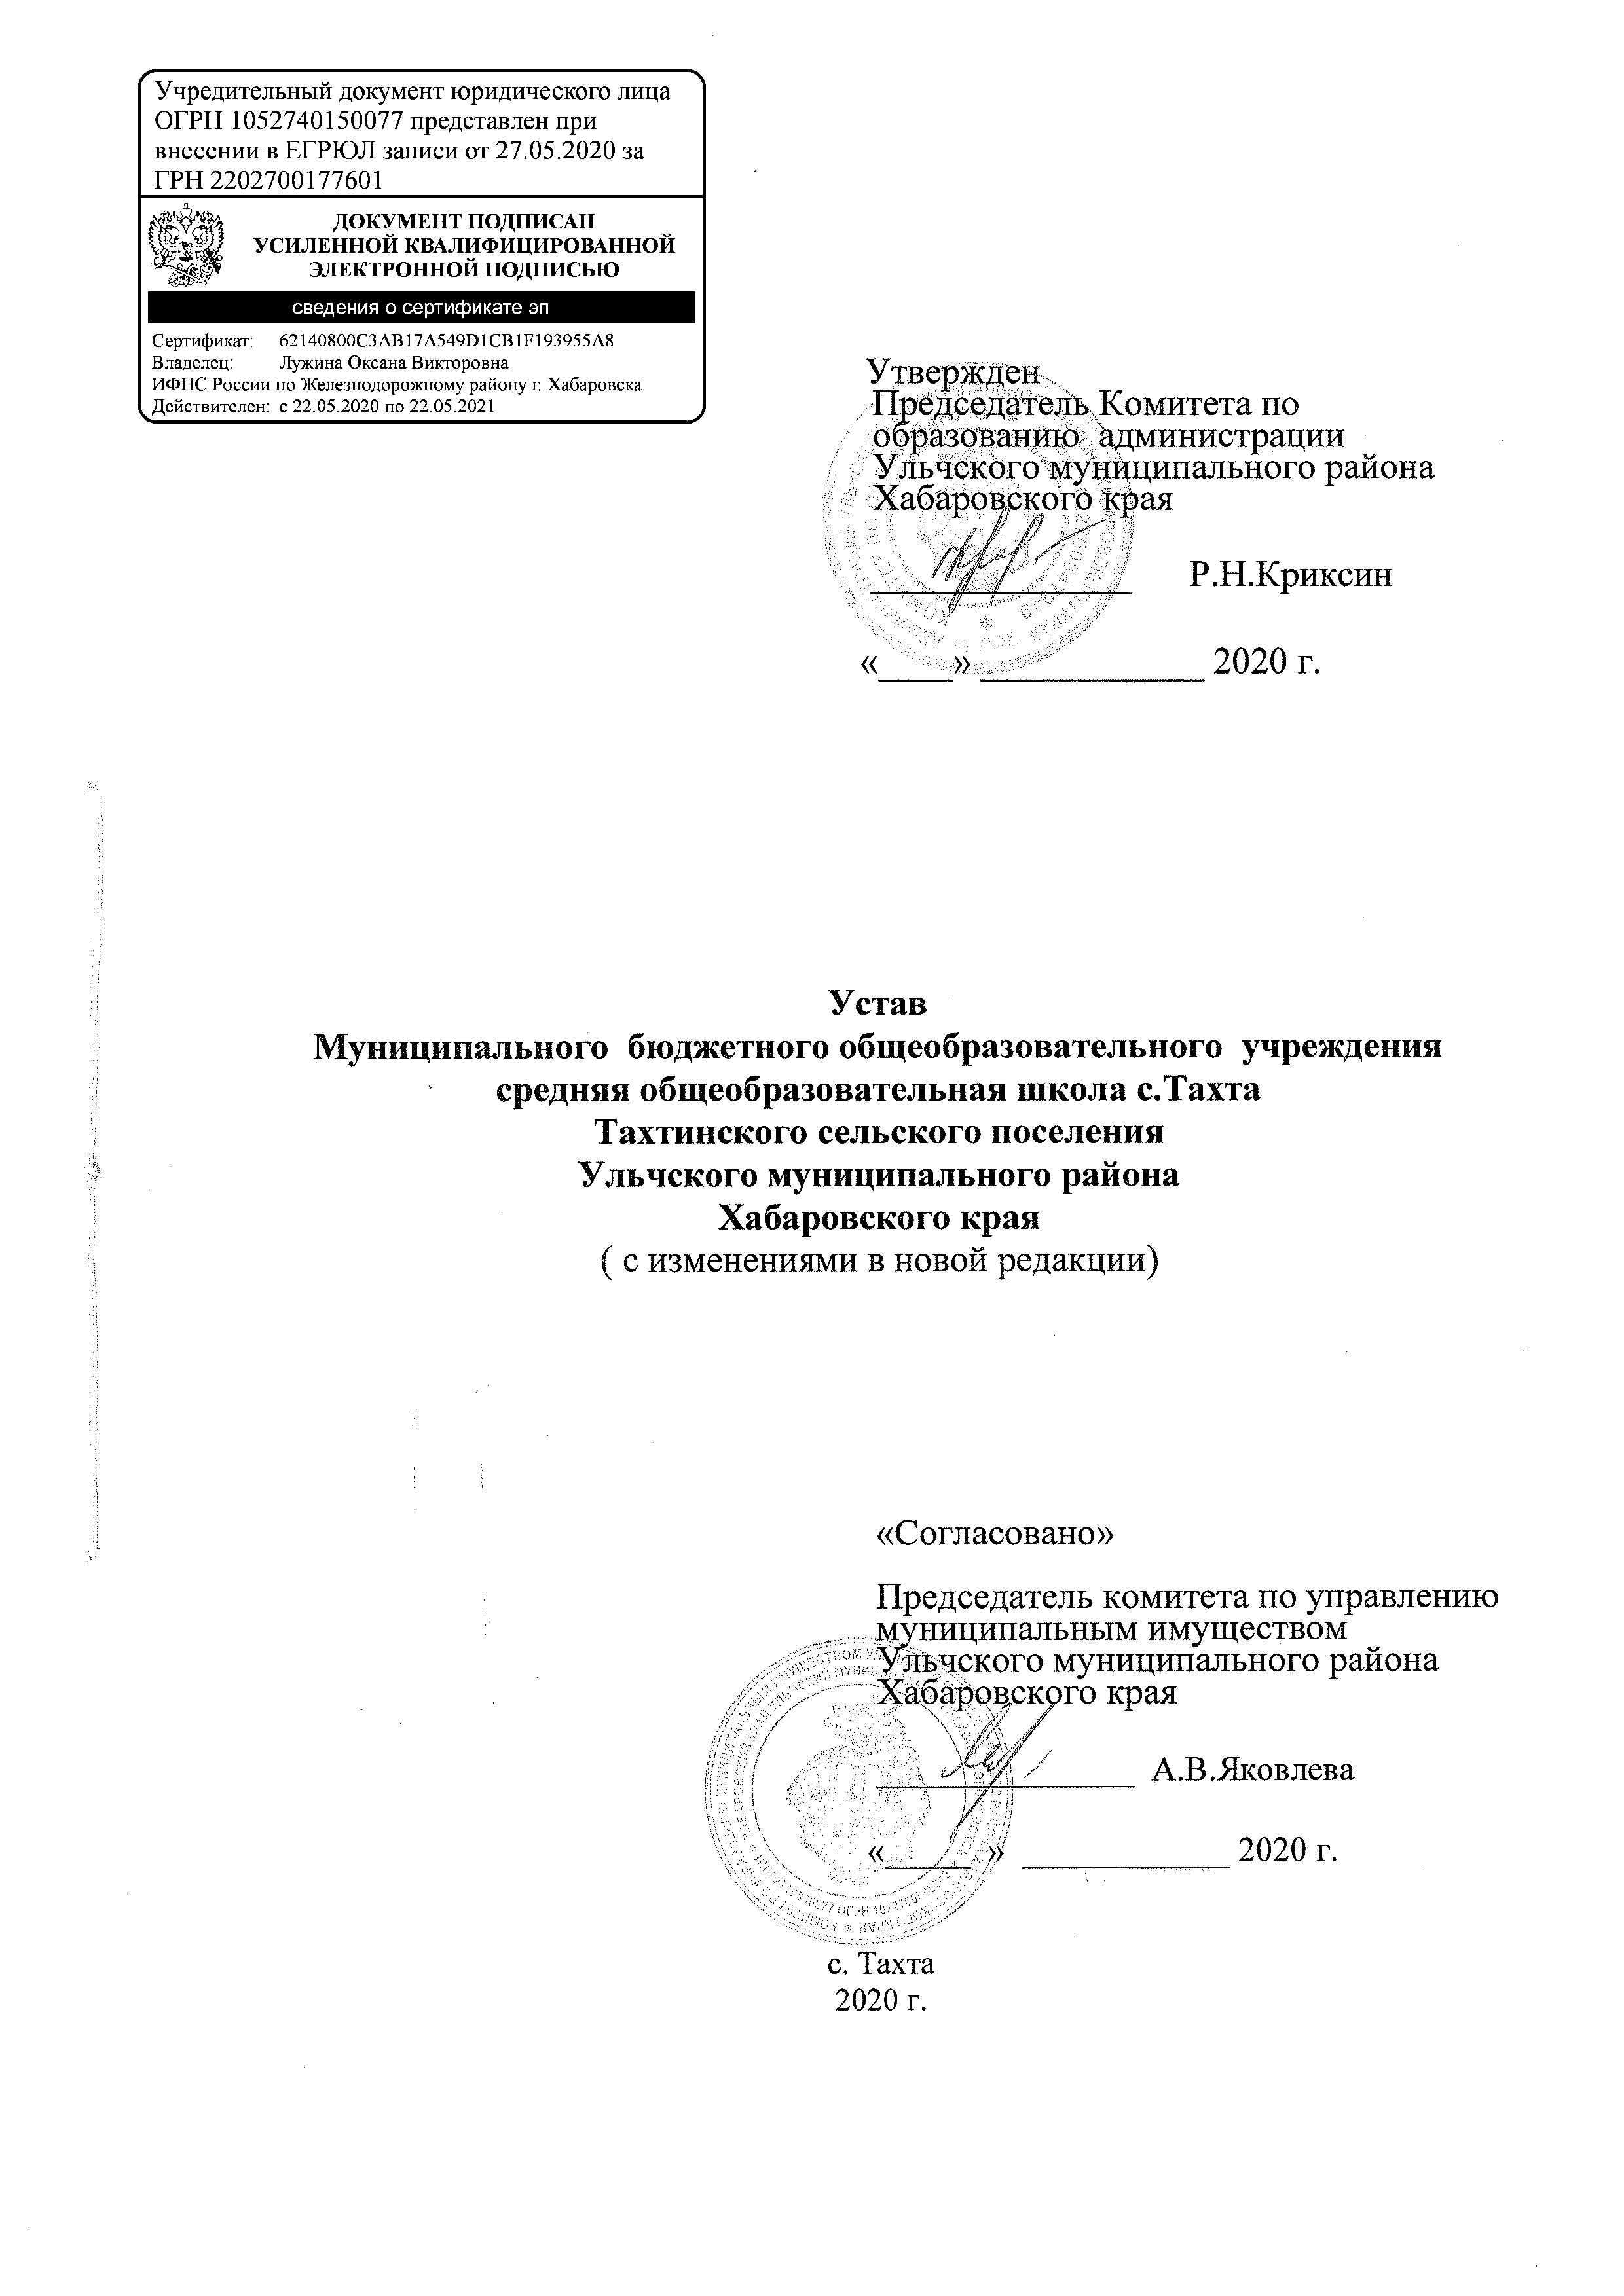 Учредительный документ юридического лица
ОГРН 1052740150077 представлен при
внесении в ЕГРЮЛ записи от 27.05.2020 за
ГРН 2202700177601
ДОКУМЕНТ ПОДПИСАН
УСИЛЕННОЙ КВАЛИФИЦИРОВАННОЙ
ЭЛЕКТРОННОЙ ПОДПИСЬЮ
сведения о сертификате эп
Сертификат: 62140800C3AB17A549D1CB1F193955A8
Владелец: Лужина Оксана Викторовна
ИФНС России по Железнодорожному району г. Хабаровска
Действителен: с 22.05.2020 по 22.05.2021
Утвержден
Председатель Комитета по
образованию администрации
Ульчского муниципального района
Хабаровского края
______________ Р.Н.Криксин
«____» ____________ 2020 г.
Устав
Муниципального бюджетного общеобразовательного учреждения
средняя общеобразовательная школа с.Тахта
Тахтинского сельского поселения
Ульчского муниципального района
Хабаровского края
( с изменениями в новой редакции)
«Согласовано»
Председатель комитета по управлению
муниципальным имуществом
Ульчского муниципального района
Хабаровского края
______________ А.В.Яковлева
«____ » ___________ 2020 г.
с. Тахта
2020 г.